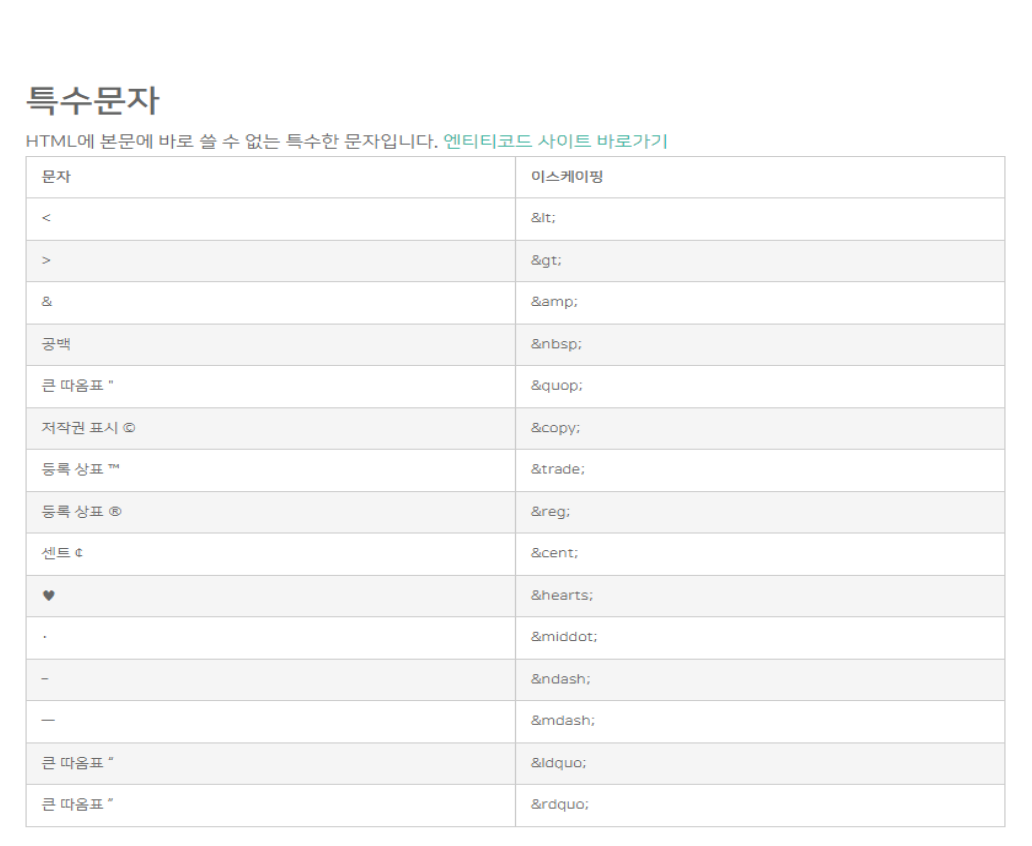 특수문자
HTML에 본문에 바로 쓸 수 없는 특수한 문자입니다. 엔티티코드 사이트 바로가기
문자 이스케이핑
< &lt;
> &gt;
& &amp;
공백 &nbsp;
큰 따옴표 " &quop;
저작권 표시 © &copy;
등록 상표 ™ &trade;
등록 상표 ® &reg;
센트 ¢ &cent;
♥ &hearts;
· &middot;
– &ndash;
— &mdash;
큰 따옴표 “ &ldquo;
큰 따옴표 ” &rdquo;